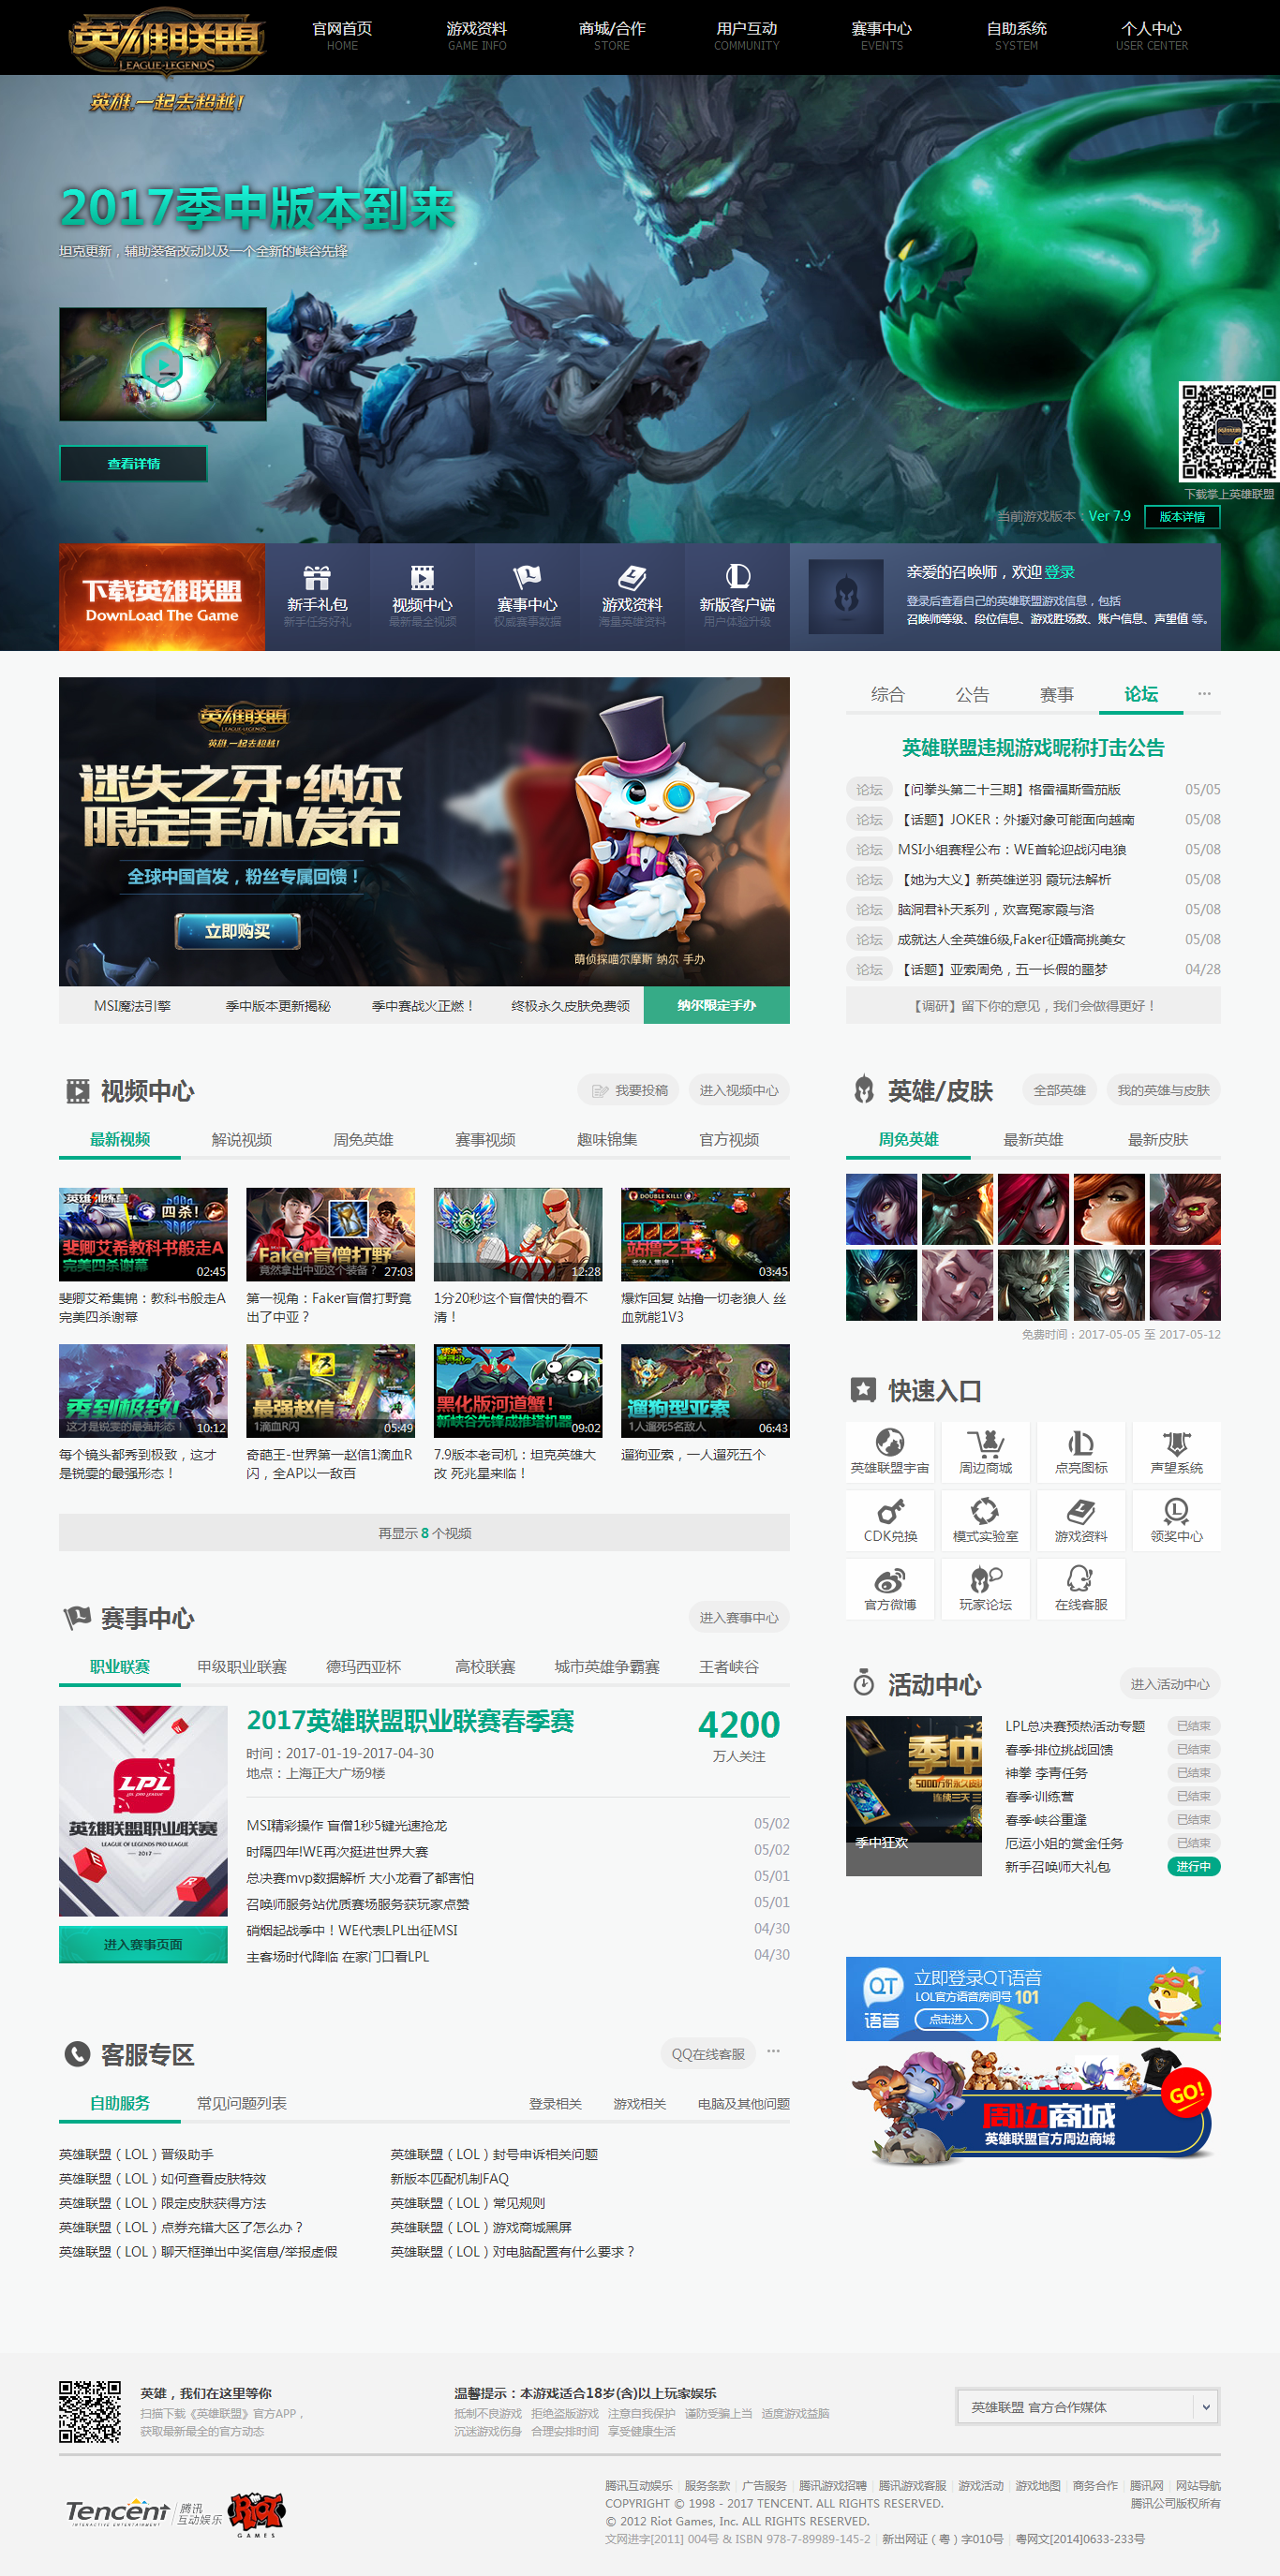 英雄联盟
LEAGUE OF LEGENDS
英雄,一起去超越!
官网首页
HOME
游戏资料
GAME INFO
商城/合作
STORE
用户互动
COMMUNITY
赛事中心
EVENTS
自助系统
SYSTEM
个人中心
USER CENTER
2017季中版本到来
坦克更新，辅助装备改动以及一个全新的峡谷先锋
查看详情
下载掌上英雄联盟
当前游戏版本：Ver 7.9 版本详情
下载英雄联盟
DownLoad The Game
新手礼包
新手任务好礼
视频中心
最新最全视频
赛事中心
权威赛事数据
游戏资料
海量英雄资料
新版客户端
用户体验升级
亲爱的召唤师，欢迎 登录
登录后查看自己的英雄联盟游戏信息，包括
召唤师等级、段位信息、游戏胜场数、账户信息、声望值 等。
英雄联盟
英雄,一起去超越!
迷失之牙·纳尔
限定手办发布
全球中国首发，粉丝专属回馈！
立即购买
萌侦探喵尔摩斯 纳尔 手办
MSI魔法引擎 季中版本更新揭秘 季中赛战火正燃！ 终极永久皮肤免费领 纳尔限定手办
综合 公告 赛事 论坛 ···
英雄联盟违规游戏昵称打击公告
论坛 【问拳头第二十三期】格雷福斯雪茄版 05/05
论坛 【话题】JOKER：外援对象可能面向越南 05/08
论坛 MSI小组赛程公布：WE首轮迎战闪电狼 05/08
论坛 【她为大义】新英雄逆羽 霞玩法解析 05/08
论坛 脑洞君补天系列，欢喜冤家霞与洛 05/08
论坛 成就达人全英雄6级,Faker征婚高挑美女 05/08
论坛 【话题】亚索周免，五一长假的噩梦 04/28
【调研】留下你的意见，我们会做得更好！
视频中心
我要投稿 进入视频中心
最新视频 解说视频 周免英雄 赛事视频 趣味锦集 官方视频
英雄训练营
四杀!
斐卿艾希教科书般走A
完美四杀谢幕
02:45
斐卿艾希集锦：教科书般走A
完美四杀谢幕
Faker盲僧打野
竟然拿出中亚这个装备？
27:03
第一视角：Faker盲僧打野竟
出了中亚？
12:28
1分20秒这个盲僧快的看不
清！
DOUBLE KILL!
站撸之王
03:45
爆炸回复 站撸一切老狼人 丝
血就能1V3
秀到极致!
这才是锐雯的最强形态！
10:12
每个镜头都秀到极致，这才
是锐雯的最强形态！
最强赵信
1滴血R闪
05:49
奇葩王-世界第一赵信1滴血R
闪，全AP以一敌百
黑化版河道蟹!
新峡谷先锋成推塔机器
09:02
7.9版本老司机：坦克英雄大
改 死兆星来临！
遛狗型亚索
1人遛死5名敌人
06:43
遛狗亚索，一人遛死五个
再显示 8 个视频
英雄/皮肤
全部英雄 我的英雄与皮肤
周免英雄 最新英雄 最新皮肤
免费时间：2017-05-05 至 2017-05-12
快速入口
英雄联盟宇宙 周边商城 点亮图标 声望系统
CDK兑换 模式实验室 游戏资料 领奖中心
官方微博 玩家论坛 在线客服
赛事中心
进入赛事中心
职业联赛 甲级职业联赛 德玛西亚杯 高校联赛 城市英雄争霸赛 王者峡谷
LPL
英雄联盟职业联赛
LEAGUE OF LEGENDS PRO LEAGUE
2017
进入赛事页面
2017英雄联盟职业联赛春季赛
时间：2017-01-19-2017-04-30
地点：上海正大广场9楼
4200
万人关注
MSI精彩操作 盲僧1秒5键光速抢龙 05/02
时隔四年!WE再次挺进世界大赛 05/02
总决赛mvp数据解析 大小龙看了都害怕 05/01
召唤师服务站优质赛场服务获玩家点赞 05/01
硝烟起战季中！WE代表LPL出征MSI 04/30
主客场时代降临 在家门口看LPL 04/30
活动中心
进入活动中心
季中
5000万份永久皮肤
连续三天
季中狂欢
LPL总决赛预热活动专题 已结束
春季·排位挑战回馈 已结束
神拳 李青任务 已结束
春季·训练营 已结束
春季·峡谷重逢 已结束
厄运小姐的赏金任务 已结束
新手召唤师大礼包 进行中
QT
语音
立即登录QT语音
LOL官方语音房间号 101
点击进入
GO!
周边商城
英雄联盟官方周边商城
客服专区
QQ在线客服 ···
自助服务 常见问题列表 登录相关 游戏相关 电脑及其他问题
英雄联盟（LOL）晋级助手
英雄联盟（LOL）如何查看皮肤特效
英雄联盟（LOL）限定皮肤获得方法
英雄联盟（LOL）点券充错大区了怎么办？
英雄联盟（LOL）聊天框弹出中奖信息/举报虚假
英雄联盟（LOL）封号申诉相关问题
新版本匹配机制FAQ
英雄联盟（LOL）常见规则
英雄联盟（LOL）游戏商城黑屏
英雄联盟（LOL）对电脑配置有什么要求？
英雄，我们在这里等你
扫描下载《英雄联盟》官方APP，
获取最新最全的官方动态
温馨提示：本游戏适合18岁(含)以上玩家娱乐
抵制不良游戏 拒绝盗版游戏 注意自我保护 谨防受骗上当 适度游戏益脑
沉迷游戏伤身 合理安排时间 享受健康生活
英雄联盟 官方合作媒体
Tencent
INTERACTIVE ENTERTAINMENT
腾讯
互动娱乐
RIOT
GAMES
腾讯互动娱乐 | 服务条款 | 广告服务 | 腾讯游戏招聘 | 腾讯游戏客服 | 游戏活动 | 游戏地图 | 商务合作 | 腾讯网 | 网站导航
COPYRIGHT © 1998 - 2017 TENCENT. ALL RIGHTS RESERVED. 腾讯公司版权所有
© 2012 Riot Games, Inc. ALL RIGHTS RESERVED.
文网进字[2011] 004号 & ISBN 978-7-89989-145-2 | 新出网证（粤）字010号 | 粤网文[2014]0633-233号